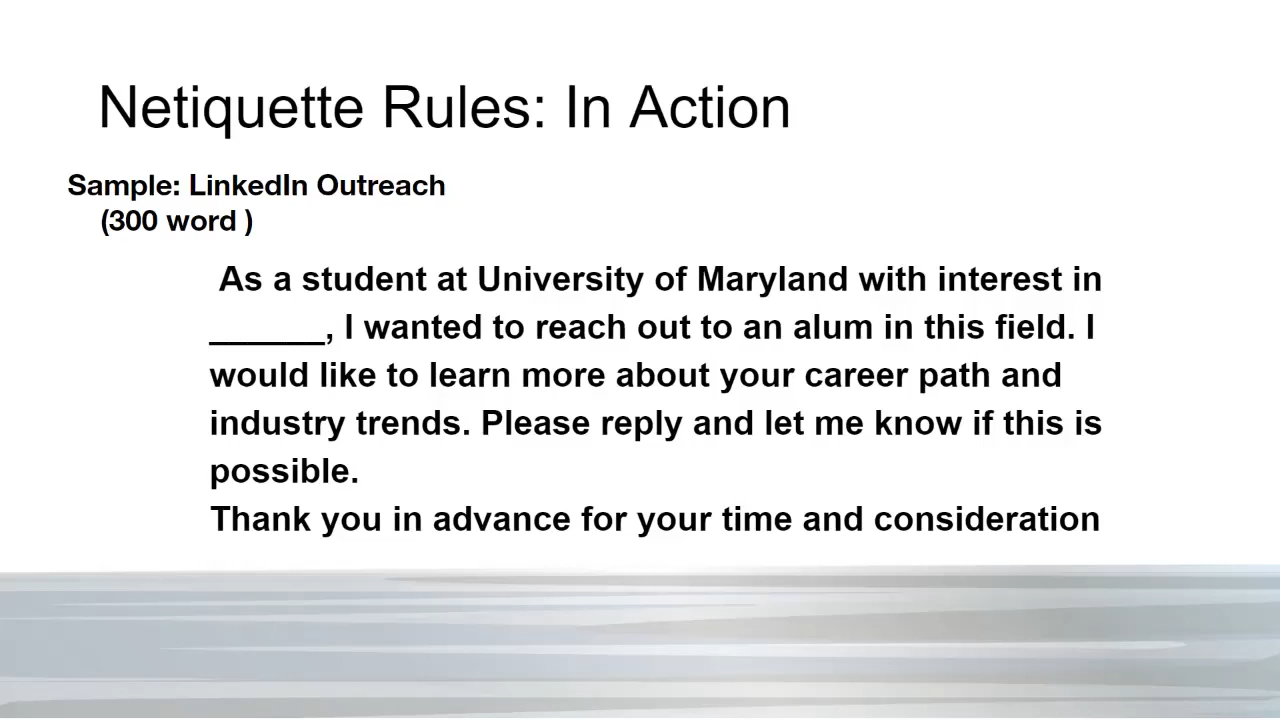 Netiquette Rules: In Action
Sample: LinkedIn Outreach
(300 word )
As a student at University of Maryland with interest in
______, I wanted to reach out to an alum in this field. I
would like to learn more about your career path and
industry trends. Please reply and let me know if this is
possible.
Thank you in advance for your time and consideration